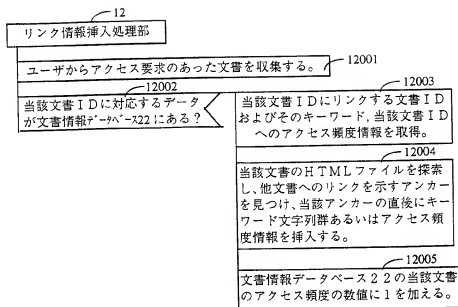 12
リンク情報挿入処理部
12001
ユーザからアクセス要求のあった文書を収集する。
12002
当該文書IDに対応するデータ
が文書情報データベース22にある?
12003
当該文書IDにリンクする文書ID
およびそのキーワード,当該文書ID
へのアクセス頻度情報を取得。
12004
当該文書のHTMLファイルを探索
し、他文書へのリンクを示すアンカー
を見つけ、当該アンカーの直後にキー
ワード文字列群あるいはアクセス頻
度情報を挿入する。
12005
文書情報データベース22の当該文書
のアクセス頻度の数値に1を加える。